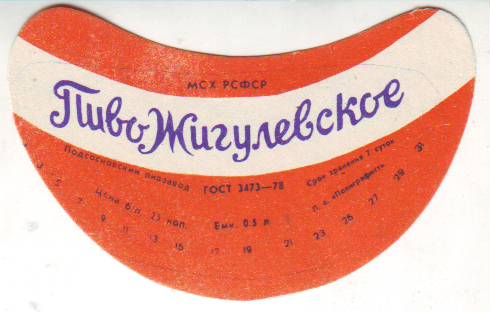 МСХ РСФСР
Пиво Жигулевское
Подсосновский пивзавод ГОСТ 3473—78 Срок хранения 7 суток
Цена б/п 23 коп. Емк. 0.5 л П. о. «Полиграфист»
3 5 7 9 11 13 15 17 19 21 23 25 27 29 31